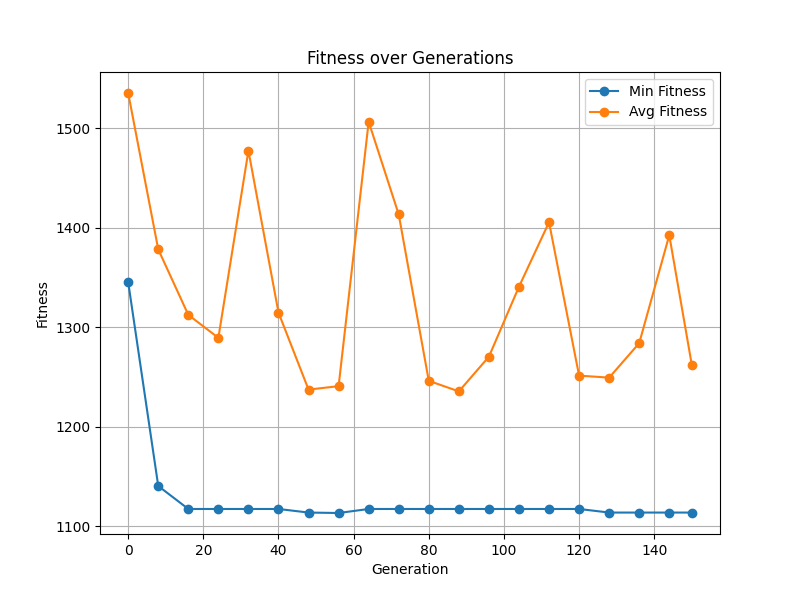 Fitness over Generations
Min Fitness
Avg Fitness
1500
1400
1300
1200
1100
Fitness
0 20 40 60 80 100 120 140
Generation